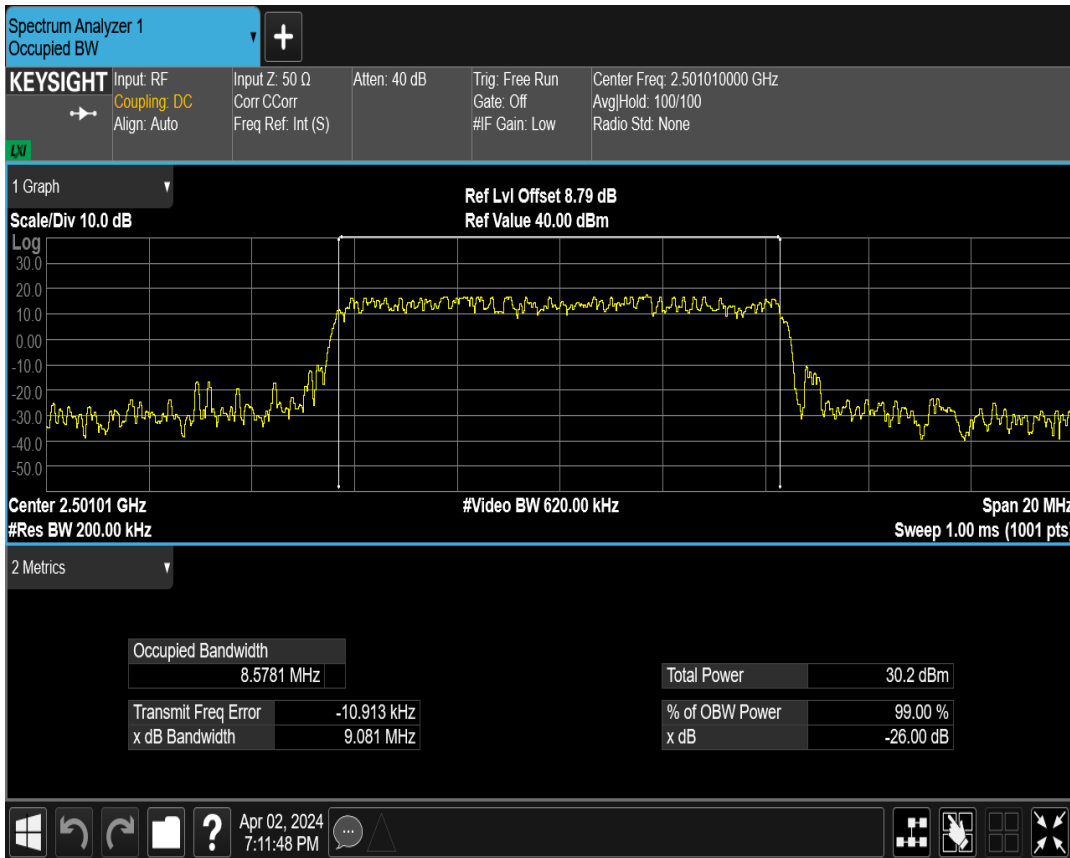 Spectrum Analyzer 1
Occupied BW
+
KEYSIGHT
LXI
Input: RF
Coupling: DC
Align: Auto
Input Z: 50 Ω
Corr CCorr
Freq Ref: Int (S)
Atten: 40 dB
Trig: Free Run
Gate: Off
#IF Gain: Low
Center Freq: 2.501010000 GHz
Avg|Hold: 100/100
Radio Std: None
1 Graph
Scale/Div 10.0 dB
Ref Lvl Offset 8.79 dB
Ref Value 40.00 dBm
Log
30.0
20.0
10.0
0.00
-10.0
-20.0
-30.0
-40.0
-50.0
Center 2.50101 GHz
#Video BW 620.00 kHz
Span 20 MHz
#Res BW 200.00 kHz
Sweep 1.00 ms (1001 pts)
2 Metrics
Occupied Bandwidth
8.5781 MHz
Total Power 30.2 dBm
Transmit Freq Error -10.913 kHz
% of OBW Power 99.00 %
x dB Bandwidth 9.081 MHz
x dB -26.00 dB
?
Apr 02, 2024
7:11:48 PM